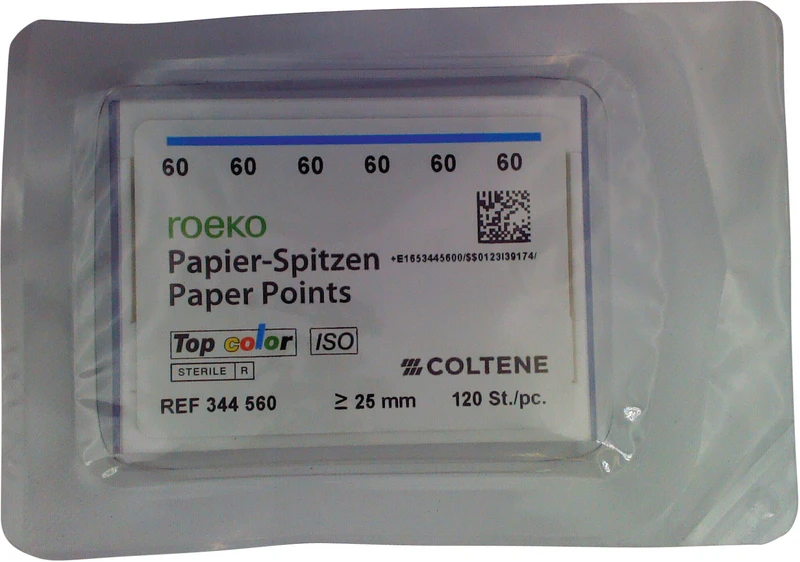 60 60 60 60 60 60
roeko
Papier-Spitzen
+E1653445600/$$0123I39174/
Paper Points
Top color ISO
STERILE R
COLTENE
REF 344 560 ≥ 25 mm 120 St./pc.